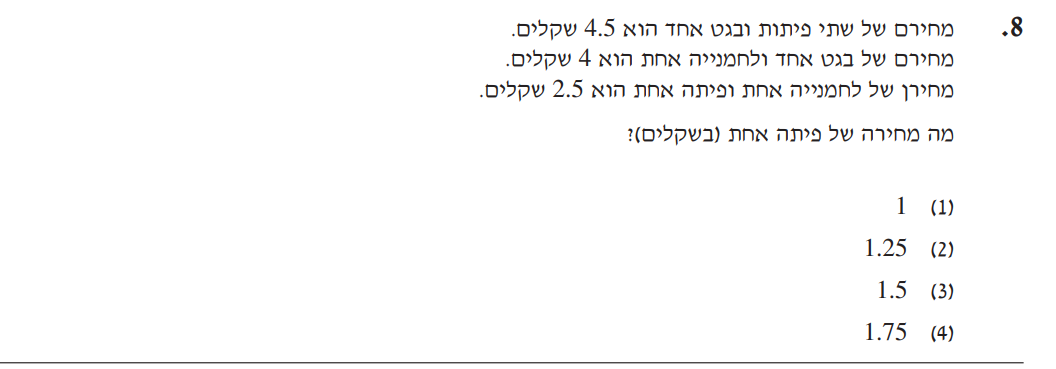 8. מחירם של שתי פיתות ובגט אחד הוא 4.5 שקלים.
מחירם של בגט אחד ולחמנייה אחת הוא 4 שקלים.
מחירן של לחמנייה אחת ופיתה אחת הוא 2.5 שקלים.
מה מחירה של פיתה אחת (בשקלים)?
(1) 1
(2) 1.25
(3) 1.5
(4) 1.75